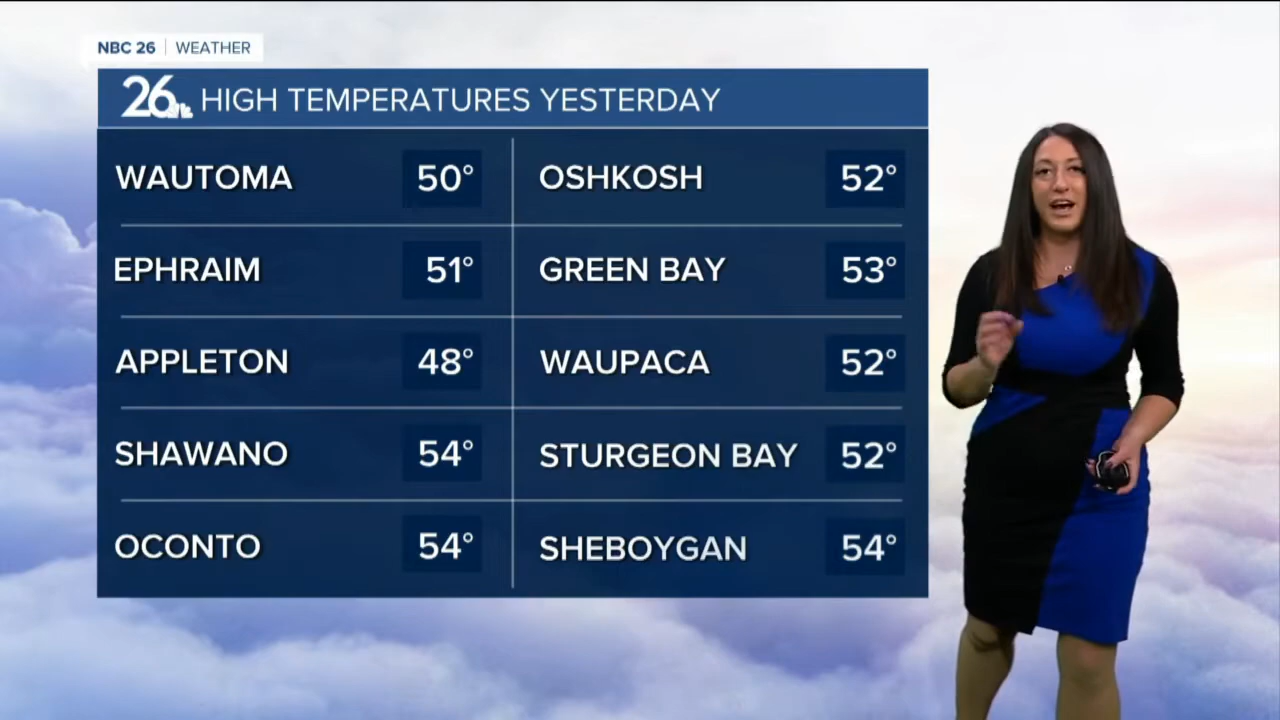 NBC 26 | WEATHER
26 HIGH TEMPERATURES YESTERDAY
WAUTOMA 50°
EPHRAIM 51°
APPLETON 48°
SHAWANO 54°
OCONTO 54°
OSHKOSH 52°
GREEN BAY 53°
WAUPACA 52°
STURGEON BAY 52°
SHEBOYGAN 54°